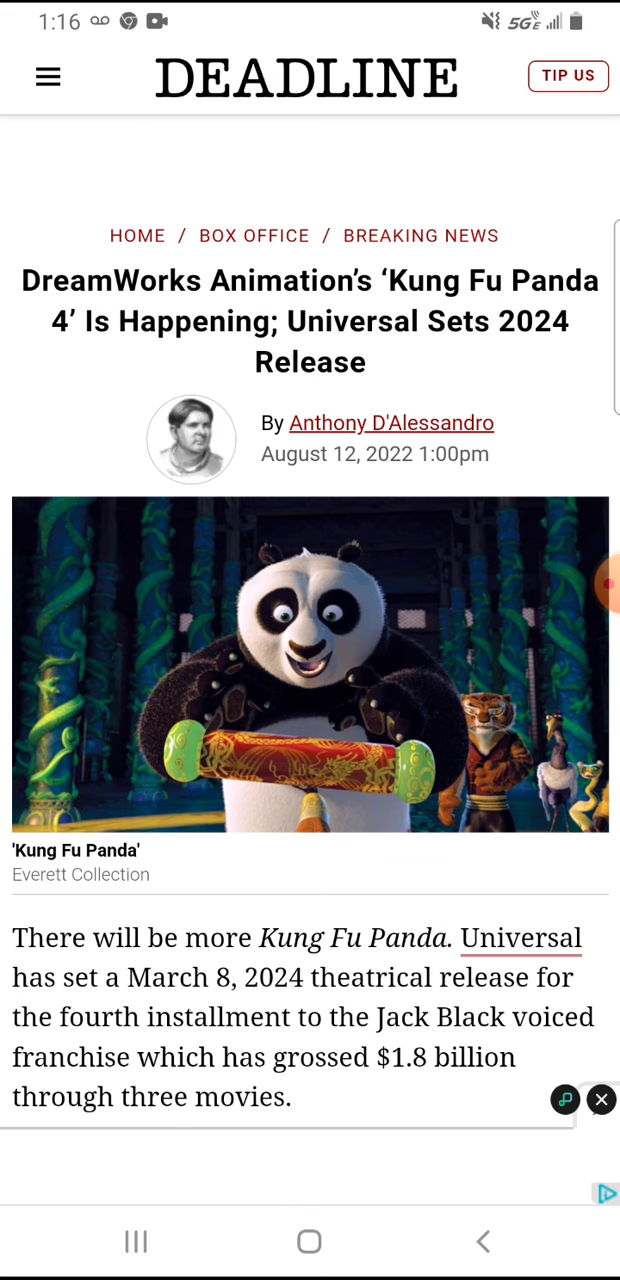 1:16
5GE
DEADLINE
TIP US
HOME / BOX OFFICE / BREAKING NEWS
DreamWorks Animation’s ‘Kung Fu Panda
4’ Is Happening; Universal Sets 2024
Release
By Anthony D'Alessandro
August 12, 2022 1:00pm
'Kung Fu Panda'
Everett Collection
There will be more Kung Fu Panda. Universal
has set a March 8, 2024 theatrical release for
the fourth installment to the Jack Black voiced
franchise which has grossed $1.8 billion
through three movies.